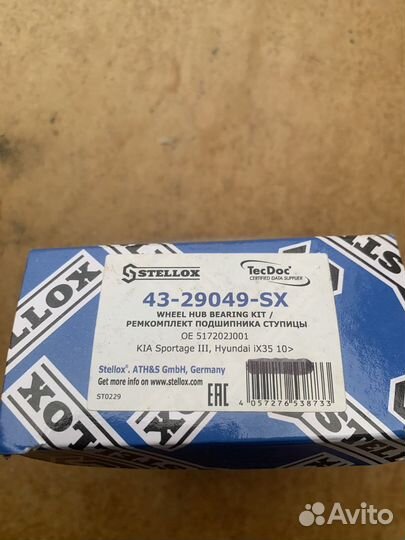 STELLOX
STELLOX
TecDoc
CERTIFIED DATA SUPPLIER
43-29049-SX
WHEEL HUB BEARING KIT /
РЕМКОМПЛЕКТ ПОДШИПНИКА СТУПИЦЫ
OE 517202J001
KIA Sportage III, Hyundai iX35 10>
Stellox®. ATH&S GmbH, Germany
Get more info on www.stellox.com
ST0229
EAC
4 057276 538733
Avito